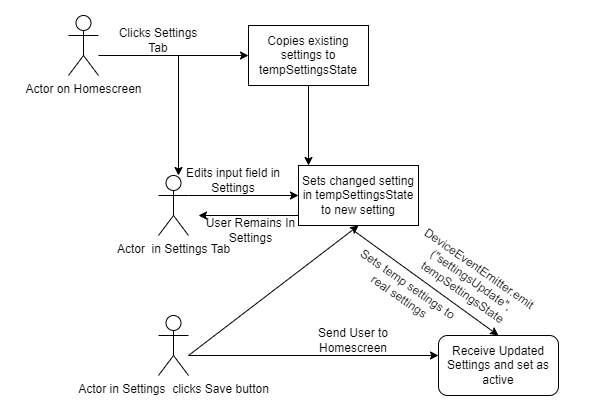 Clicks Settings
Tab
Copies existing
settings to
tempSettingsState
Actor on Homescreen
Edits input field in
Settings
Sets changed setting
in tempSettingsState
to new setting
User Remains In
Settings
Actor in Settings Tab
DeviceEventEmitter.emit
("settingsUpdate",
tempSettingsState
Sets temp settings to
real settings
Send User to
Homescreen
Receive Updated
Settings and set as
active
Actor in Settings clicks Save button